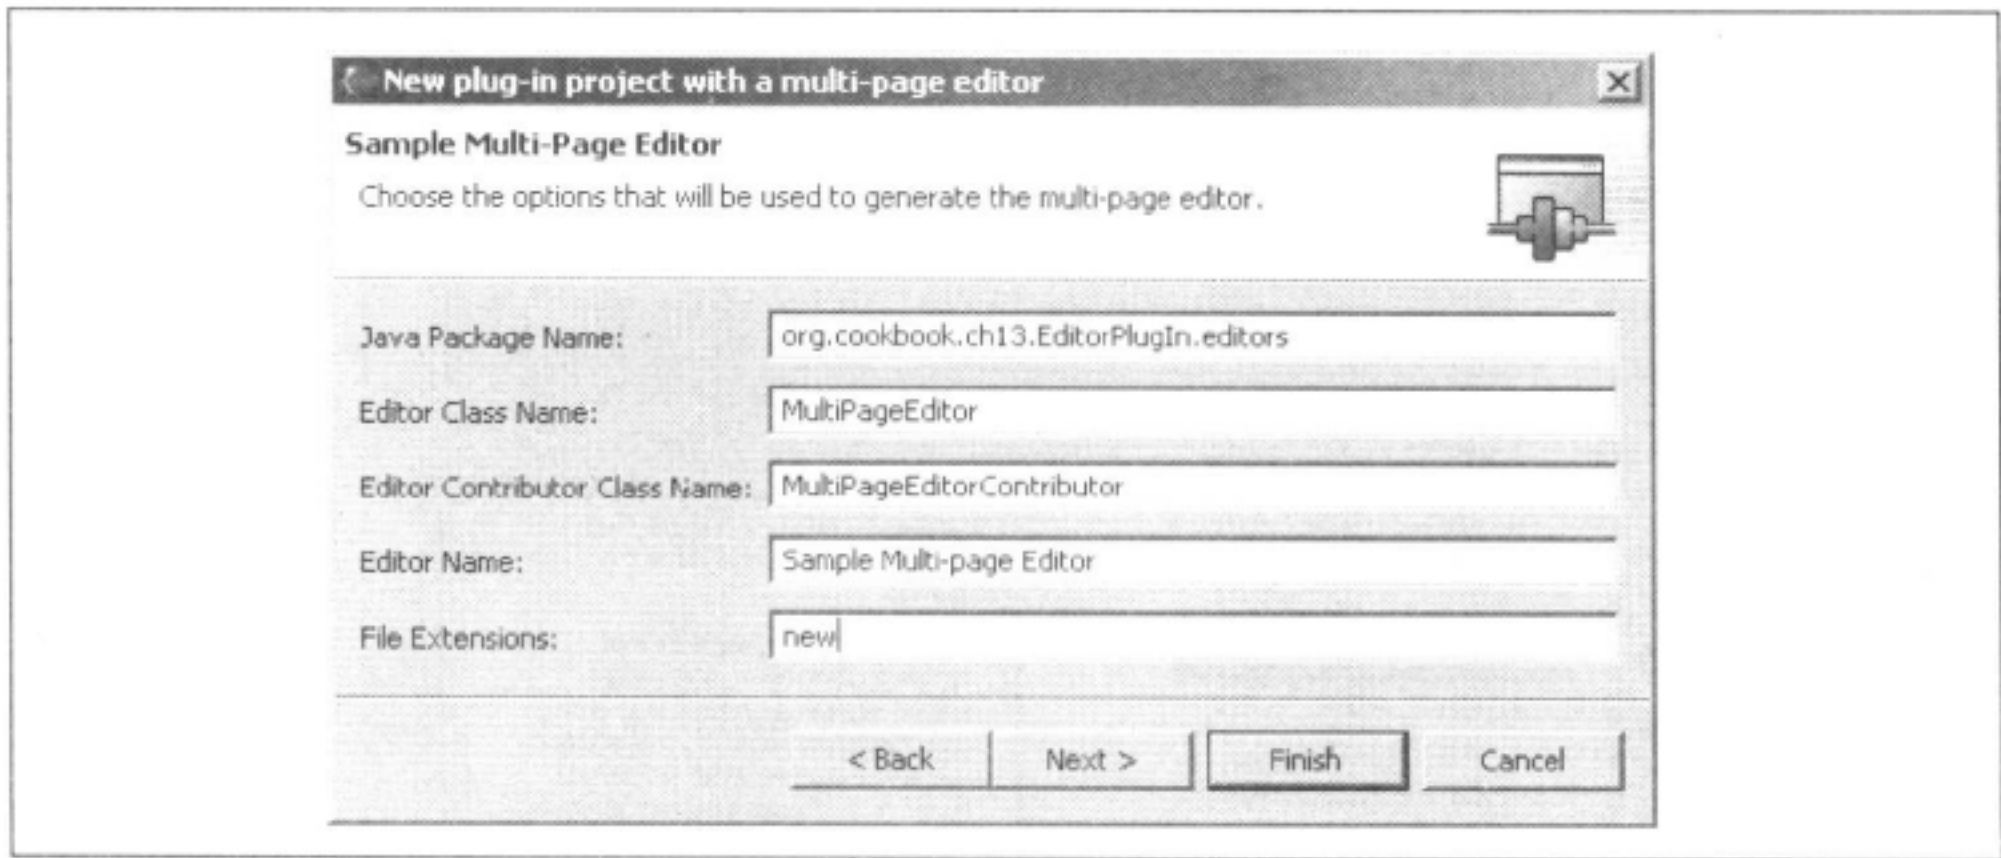 New plug-in project with a multi-page editor
Sample Multi-Page Editor
Choose the options that will be used to generate the multi-page editor.
Java Package Name: org.cookbook.ch13.EditorPlugIn.editors
Editor Class Name: MultiPageEditor
Editor Contributor Class Name: MultiPageEditorContributor
Editor Name: Sample Multi-page Editor
File Extensions: new
< Back Next > Finish Cancel